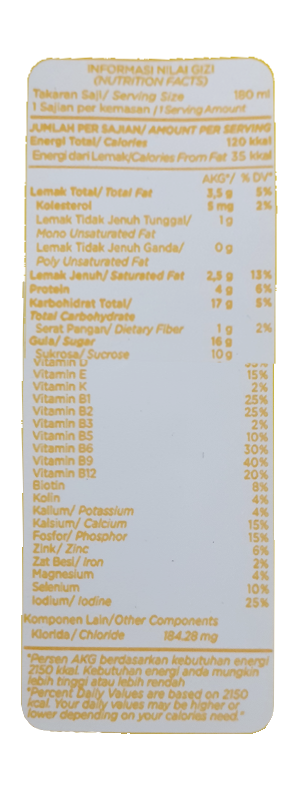 INFORMASI NILAI GIZI
(NUTRITION FACTS)
Takaren Saji/ Serving Size 180 ml
1 Sajian per kemasan / 1 Serving Amount
JUMLAH PER SAJIAN/ AMOUNT PER SERVING
Energi Total/ Calories 120 kkal
Energi dari Lemak/Calories From Fat 35 kkal
AKG*/ % DV*
Lemak Total/ Total Fat 3,5 g 5%
Kolesterol 5 mg 2%
Lemak Tidak Jenuh Tunggal/ 1 g
Mono Unsaturated Fat
Lemak Tidak Jenuh Ganda/ 0 g
Poly Unsaturated Fat
Lemak Jenuh/ Saturated Fat 2,5 g 13%
Protein 4 g 6%
Karbohidrat Total/ 17 g 5%
Total Carbohydrate
Serat Pangan/ Dietary Fiber 1 g 2%
Gula/ Sugar 16 g
Sukrosa/ Sucrose 10 g
Vitamin D
Vitamin E 15%
Vitamin K 2%
Vitamin B1 25%
Vitamin B2 25%
Vitamin B3 2%
Vitamin B5 10%
Vitamin B6 30%
Vitamin B9 40%
Vitamin B12 20%
Biotin 8%
Kolin 4%
Kalium/ Potassium 4%
Kalsium/ Calcium 15%
Fosfor/ Phosphor 15%
Zink/ Zinc 6%
Zat Besi/ Iron 2%
Magnesium 4%
Selenium 10%
Iodium/ Iodine 25%
Komponen Lain/Other Components
Klorida / Chloride 184,28 mg
*Persen AKG berdasarkan kebutuhan energi
2150 kkal. Kebutuhan energi anda mungkin
lebih tinggi atau lebih rendah
"Percent Daily Values are based on 2150
kcal. Your daily values may be higher or
lower depending on your calories need."